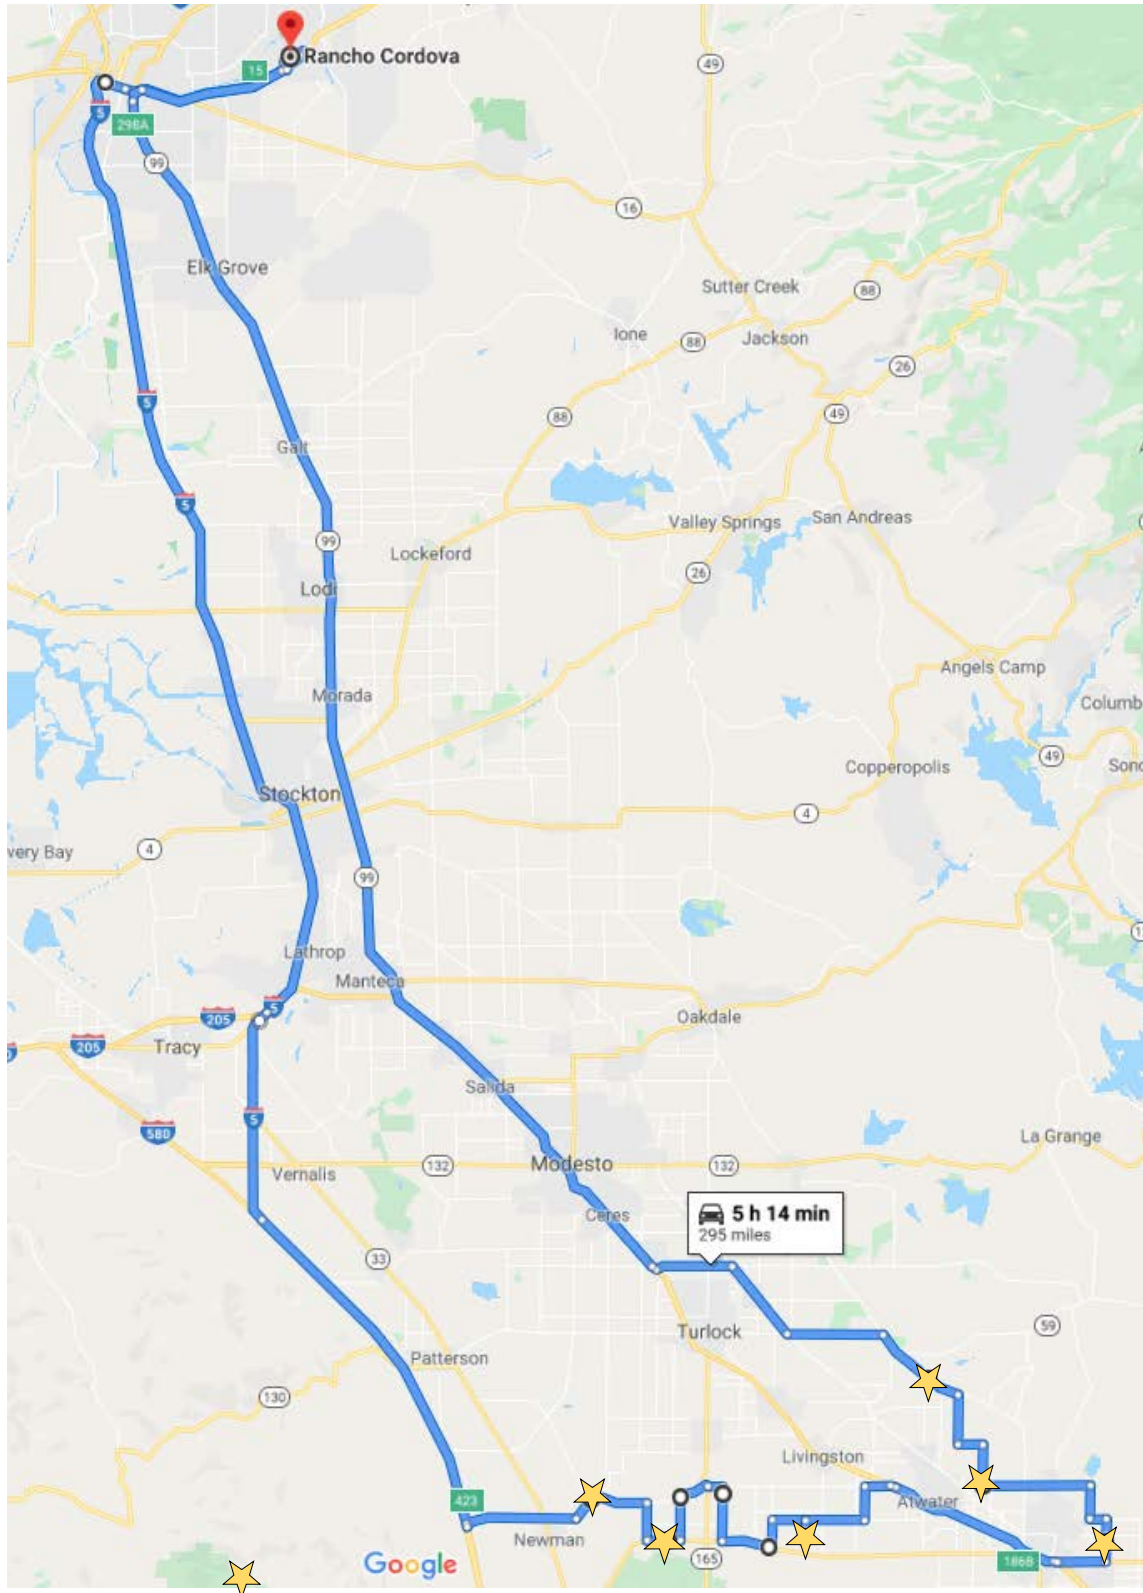 Rancho Cordova
15
49
5
298A
99
16
Elk Grove
Sutter Creek
88
Ione
88
Jackson
26
5
88
49
Galt
5
Valley Springs
San Andreas
99
Lockeford
26
Lodi
Angels Camp
Morada
Columb
49
Copperopolis
Sono
Stockton
4
4
very Bay
99
Lathrop
Manteca
5
205
Oakdale
205
Tracy
Salida
5
580
La Grange
132
Modesto
132
Vernalis
5 h 14 min
295 miles
Ceres
33
59
Turlock
Patterson
130
Livingston
423
Atwater
Newman
165
186B
Google